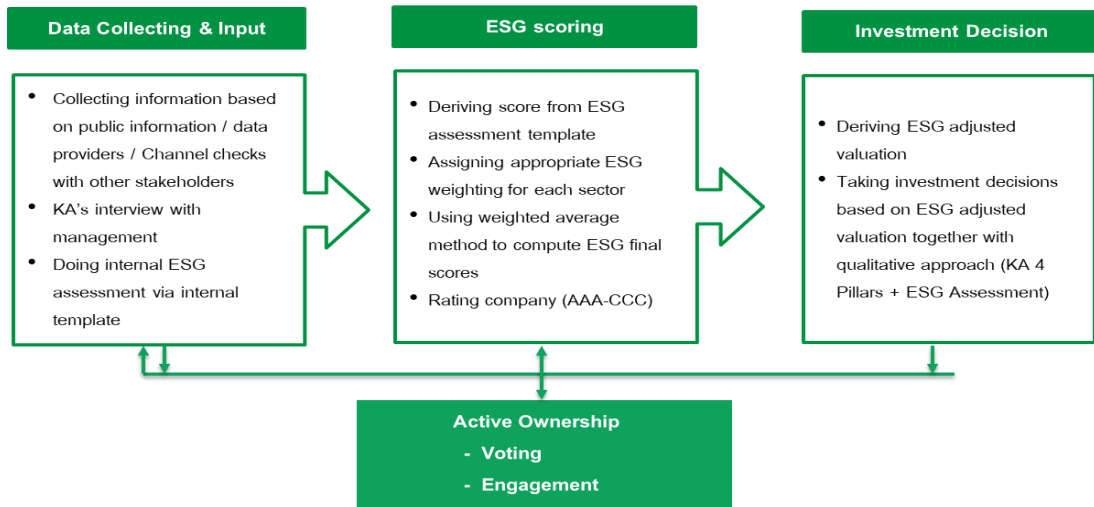 Data Collecting & Input
ESG scoring
Investment Decision
• Collecting information based
on public information / data
providers / Channel checks
with other stakeholders
• KA's interview with
management
• Doing internal ESG
assessment via internal
template
• Deriving score from ESG
assessment template
• Assigning appropriate ESG
weighting for each sector
• Using weighted average
method to compute ESG final
scores
• Rating company (AAA-CCC)
• Deriving ESG adjusted
valuation
• Taking investment decisions
based on ESG adjusted
valuation together with
qualitative approach (KA 4
Pillars + ESG Assessment)
Active Ownership
- Voting
- Engagement